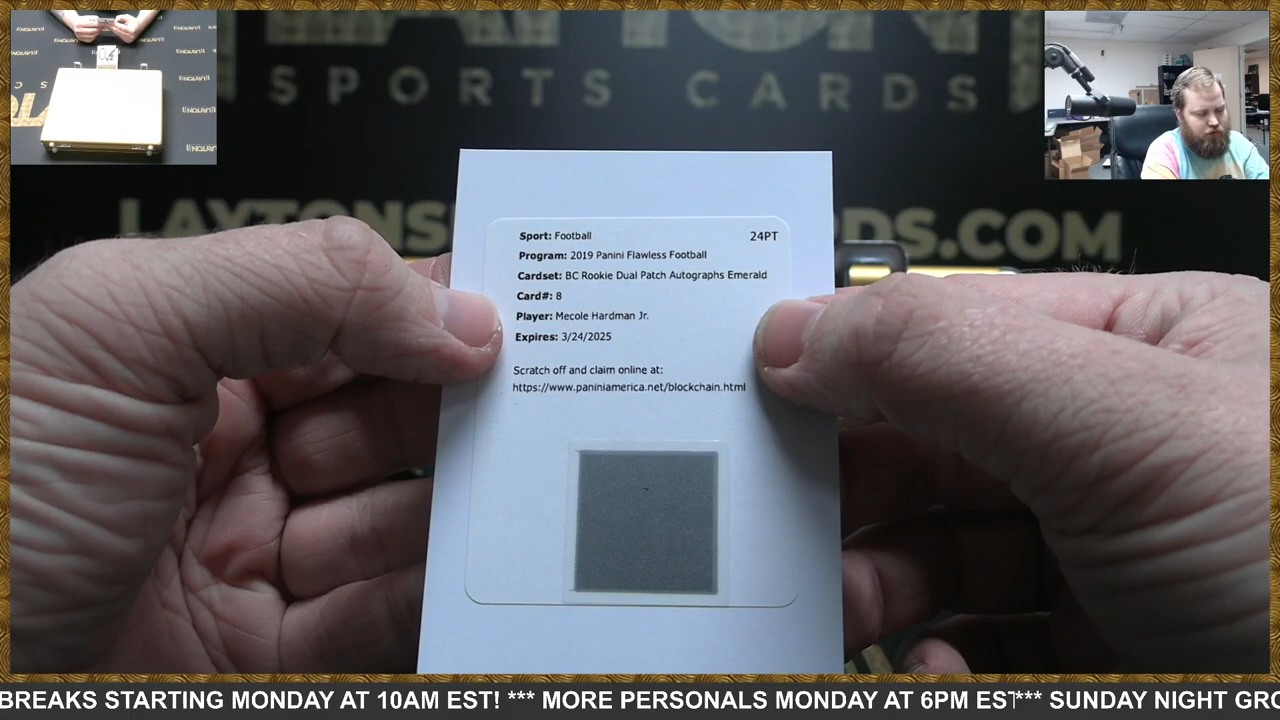 SPORTS CARDS
Sport: Football
24PT
Program: 2019 Panini Flawless Football
Cardset: BC Rookie Dual Patch Autographs Emerald
Card#: 8
Player: Mecole Hardman Jr.
Expires: 3/24/2025
Scratch off and claim online at:
https://www.paniniamerica.net/blockchain.html
BREAKS STARTING MONDAY AT 10AM EST! *** MORE PERSONALS MONDAY AT 6PM EST*** SUNDAY NIGHT